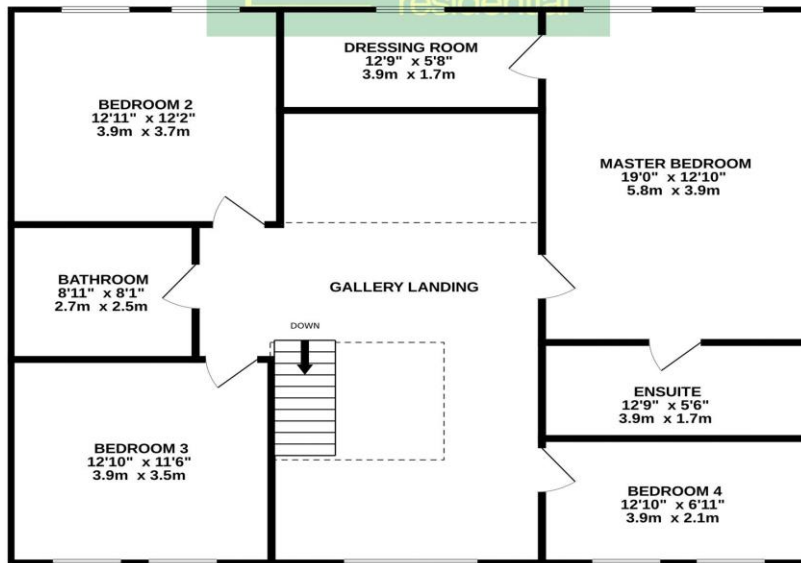 residential
DRESSING ROOM
12'9" x 5'8"
3.9m x 1.7m
BEDROOM 2
12'11" x 12'2"
3.9m x 3.7m
MASTER BEDROOM
19'0" x 12'10"
5.8m x 3.9m
BATHROOM
8'11" x 8'1"
2.7m x 2.5m
GALLERY LANDING
DOWN
ENSUITE
12'9" x 5'6"
3.9m x 1.7m
BEDROOM 3
12'10" x 11'6"
3.9m x 3.5m
BEDROOM 4
12'10" x 6'11"
3.9m x 2.1m